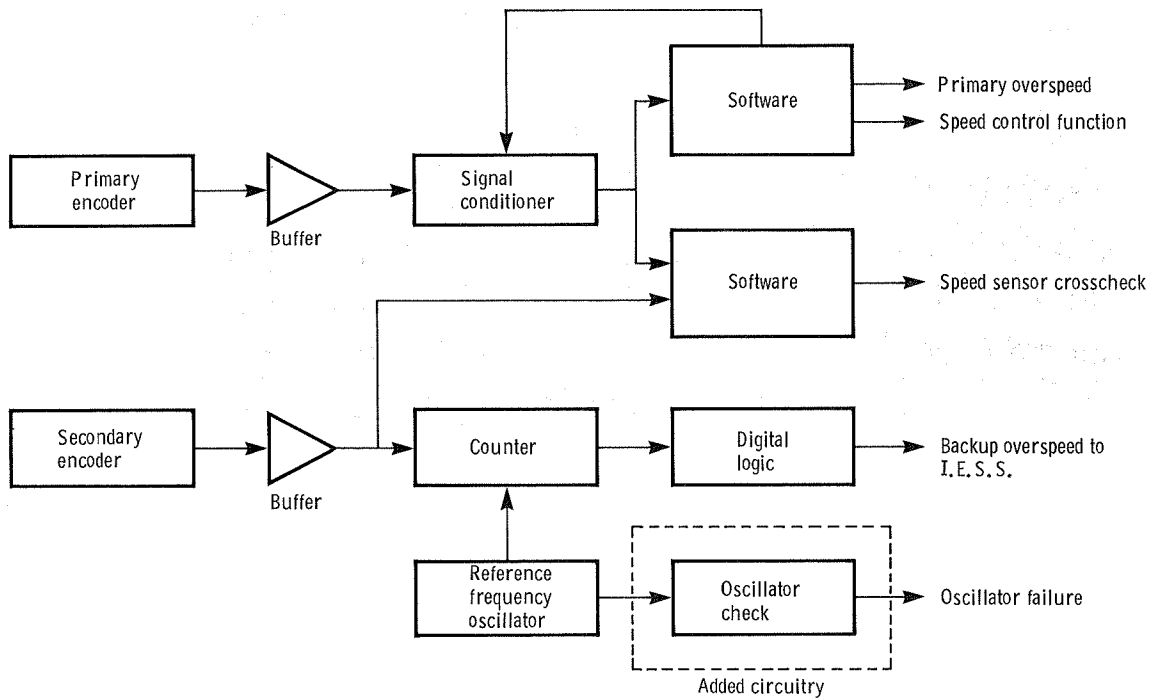 Software
Primary overspeed
Speed control function
Primary
encoder
Buffer
Signal
conditioner
Software
Speed sensor crosscheck
Secondary
encoder
Buffer
Counter
Digital
logic
Backup overspeed to
I.E.S.S.
Reference
frequency
oscillator
Oscillator
check
Oscillator failure
Added circuitry